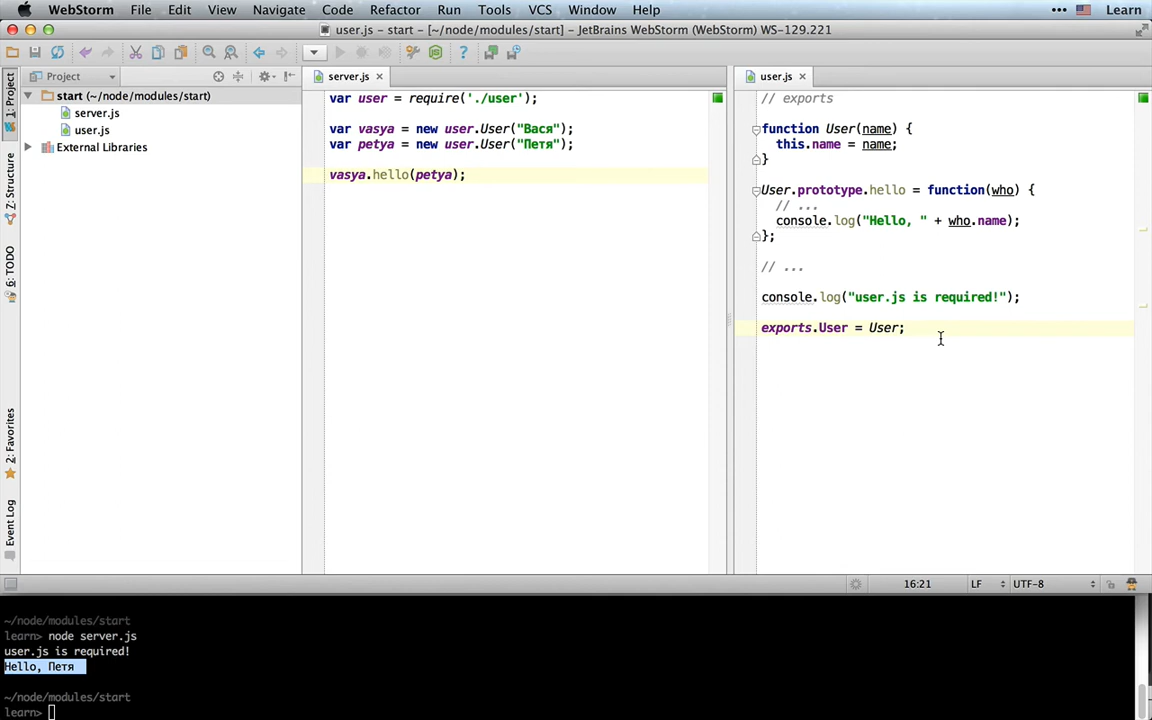 WebStorm File Edit View Navigate Code Refactor Run Tools VCS Window Help ••• Learn
user.js - start - [~/node/modules/start] - JetBrains WebStorm (RunWeb) WS-129.221
1: Project
Z: Structure
6: TODO
2: Favorites
Event Log
Project
start (~/node/modules/start)
server.js
user.js
External Libraries
server.js
var user = require('./user');
var vasya = new user.User("Вася");
var petya = new user.User("Петя");
vasya.hello(petya);
user.js
// exports
function User(name) {
this.name = name;
}
User.prototype.hello = function(who) {
// ...
console.log("Hello, " + who.name);
};
// ...
console.log("user.js is required!");
exports.User = User;
16:21 LF UTF-8
~/node/modules/start
learn> node server.js
user.js is required!
Hello, Петя
~/node/modules/start
learn>